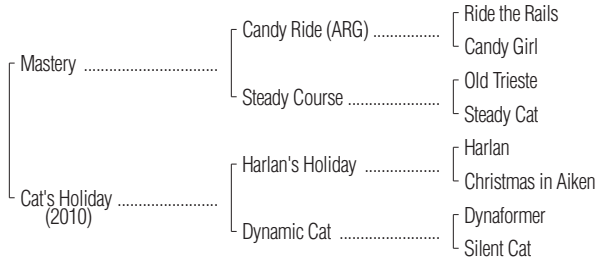 Ride the Rails
Candy Ride (ARG) ................
Candy Girl
Mastery ................................
Old Trieste
Steady Course ......................
Steady Cat
Harlan
Harlan's Holiday ..................
Christmas in Aiken
Cat's Holiday ........................
(2010)
Dynaformer
Dynamic Cat ........................
Silent Cat